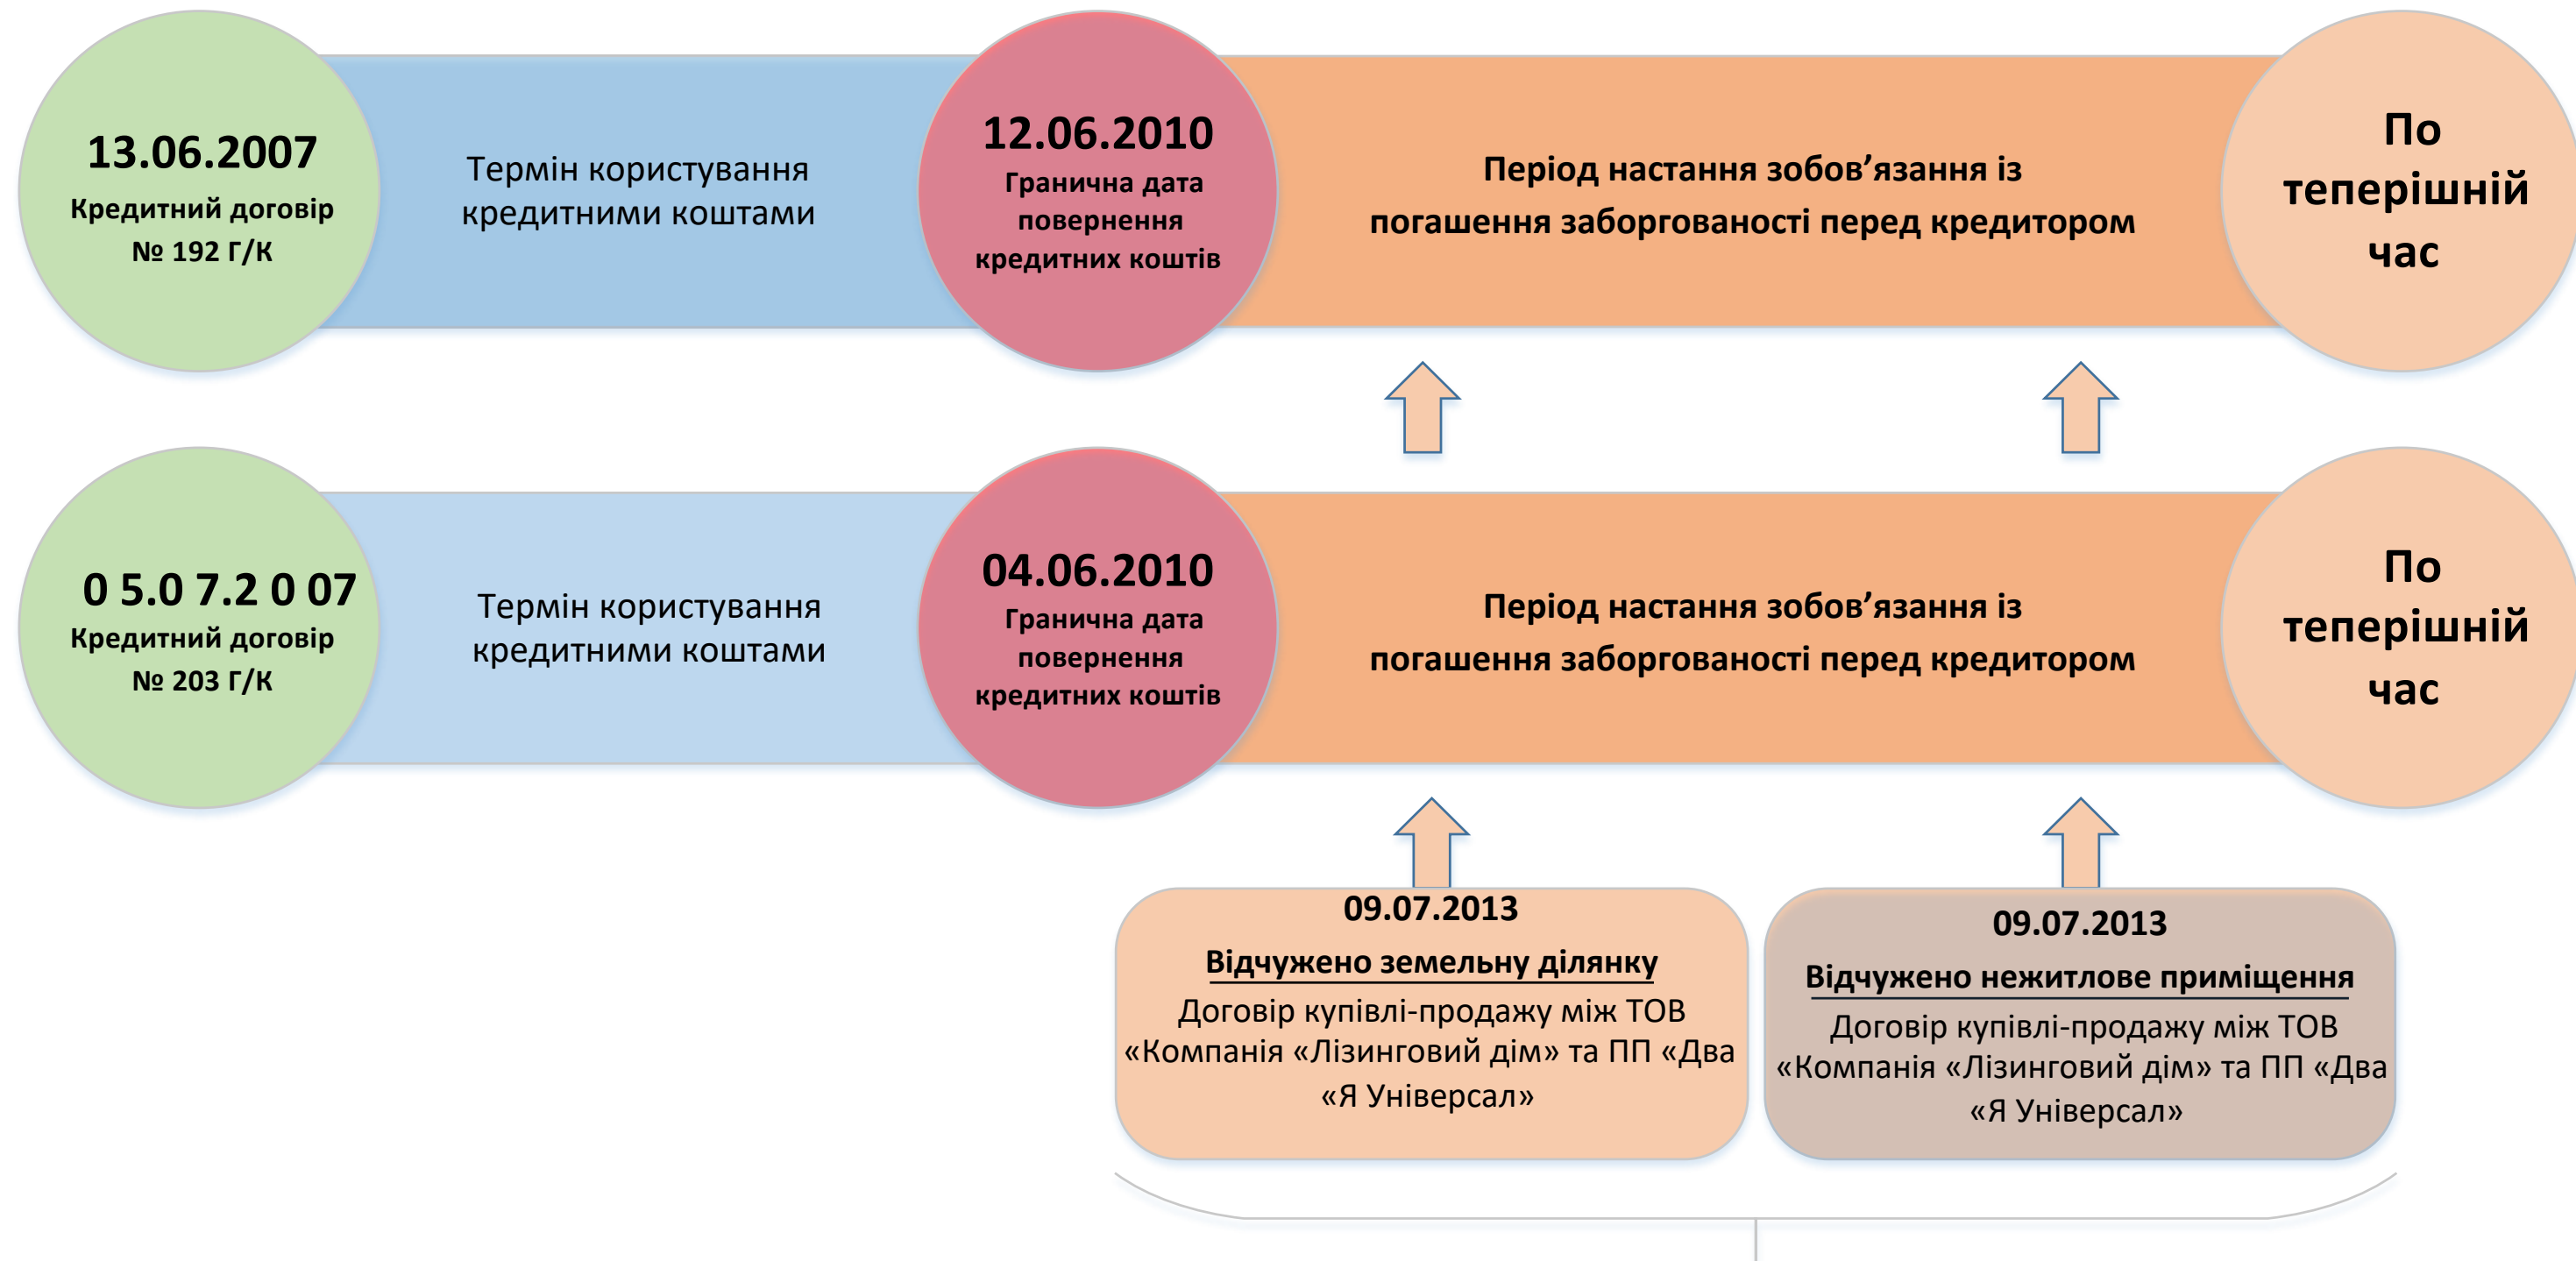 13.06.2007
Кредитний договір
№ 192 Г/К
Термін користування
кредитними коштами
12.06.2010
Гранична дата
повернення
кредитних коштів
Період настання зобов’язання із
погашення заборгованості перед кредитором
По
теперішній
час
0 5.0 7.2 0 07
Кредитний договір
№ 203 Г/К
Термін користування
кредитними коштами
04.06.2010
Гранична дата
повернення
кредитних коштів
Період настання зобов’язання із
погашення заборгованості перед кредитором
По
теперішній
час
09.07.2013
Відчужено земельну ділянку
Договір купівлі-продажу між ТОВ
«Компанія «Лізинговий дім» та ПП «Два
«Я Універсал»
09.07.2013
Відчужено нежитлове приміщення
Договір купівлі-продажу між ТОВ
«Компанія «Лізинговий дім» та ПП «Два
«Я Універсал»